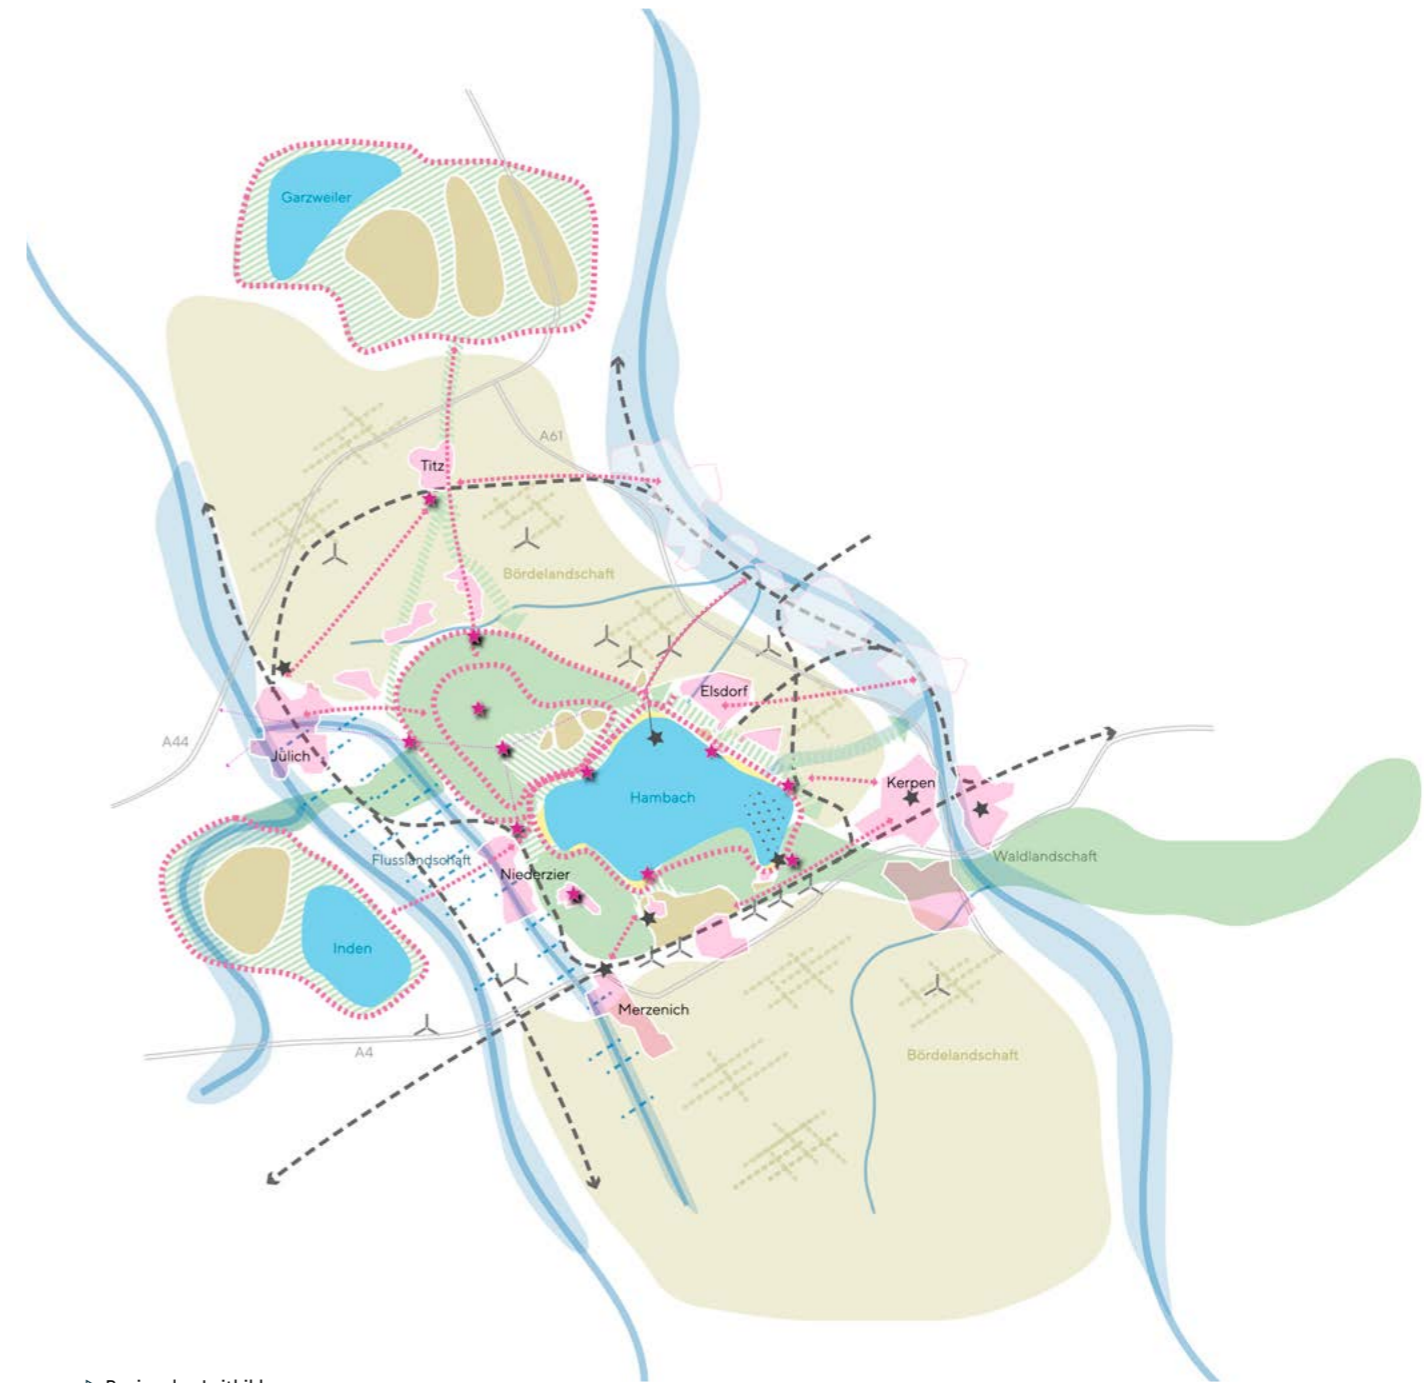 Garzweiler
A61
Titz
Bördelandschaft
Elsdorf
A44
Jülich
Hambach
Kerpen
Flusslandschaft
Waldlandschaft
Niederzier
Inden
Merzenich
A4
Bördelandschaft